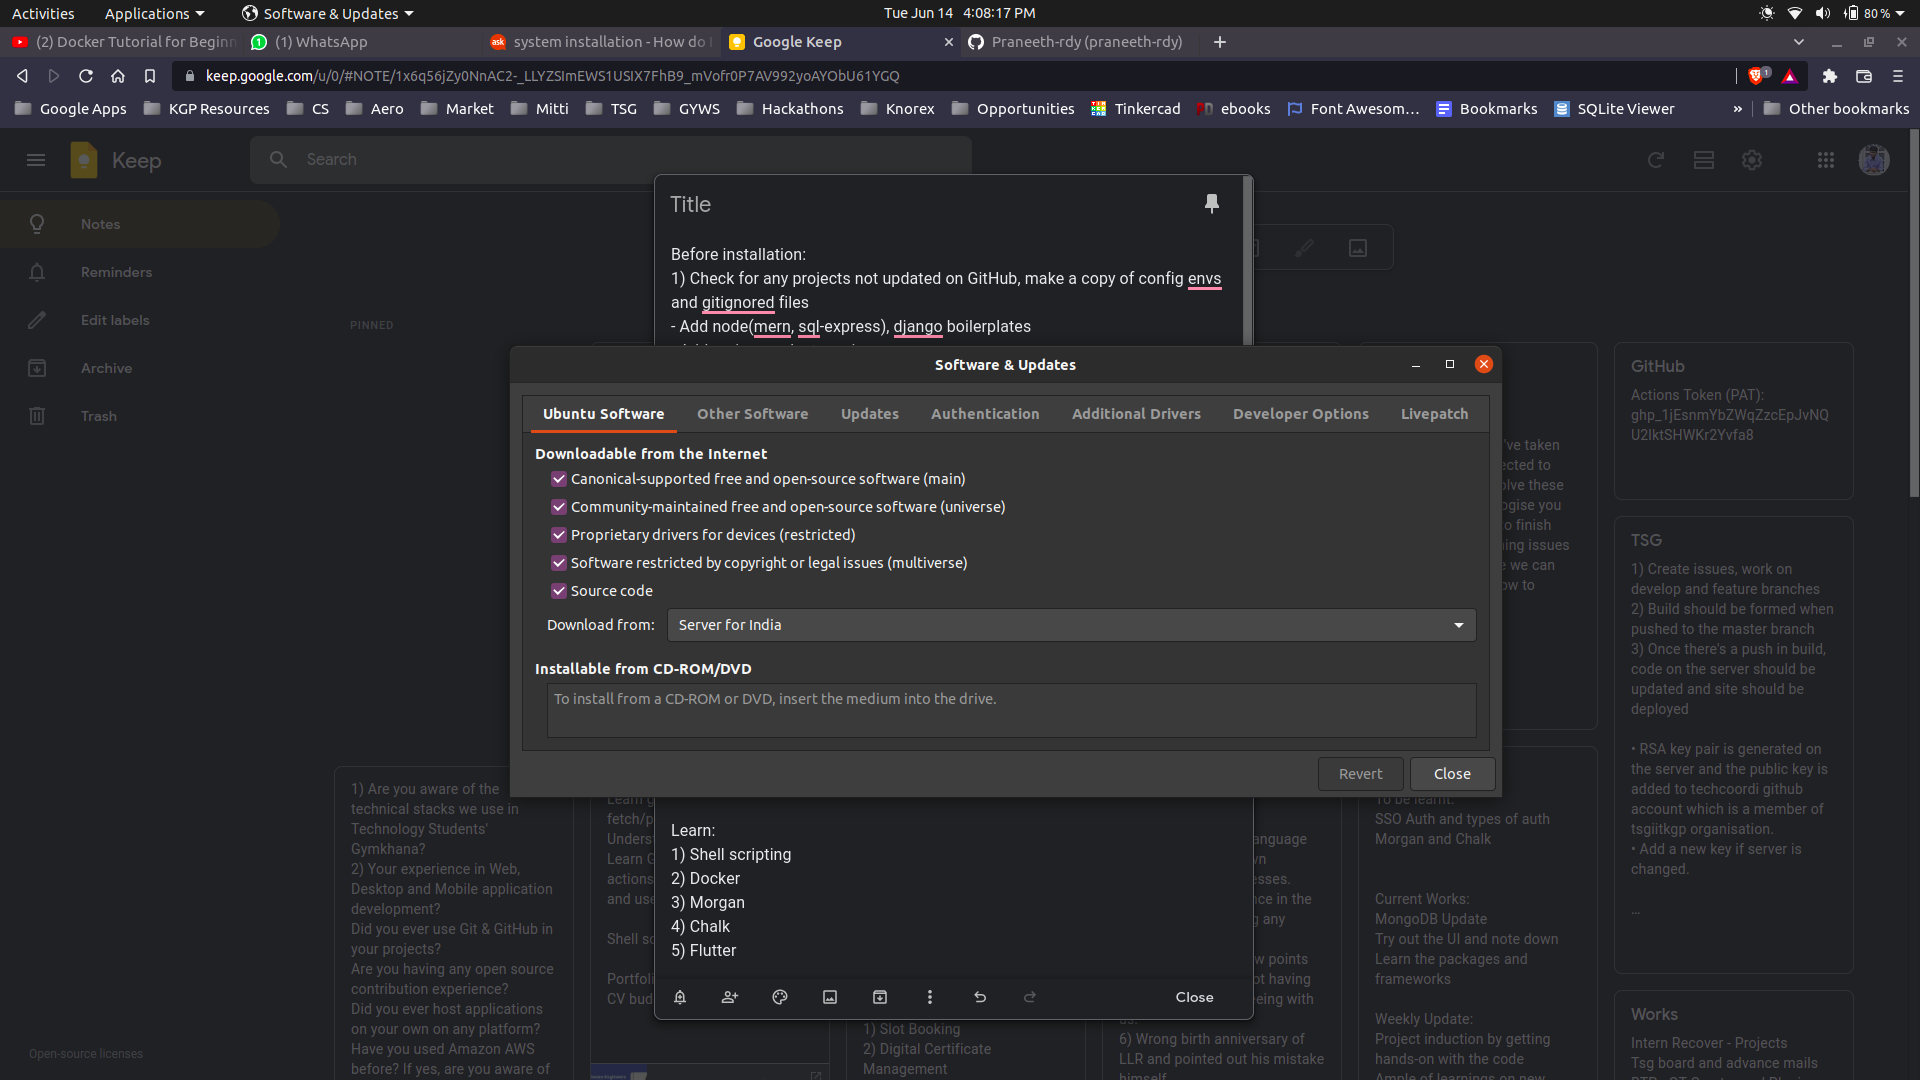 Activities Applications Software & Updates Tue Jun 14 4:08:17 PM 80 %
(2) Docker Tutorial for Beginn (1) WhatsApp system installation - How do I Google Keep Praneeth-rdy (praneeth-rdy)
keep.google.com/u/0/#NOTE/1x6q56jZy0NnAC2-_LLYZSImEWS1USIX7FhB9_mVofr0P7AV992yoAYObU61YGQ 1
Google Apps KGP Resources CS Aero Market Mitti TSG GYWS Hackathons Knorex Opportunities Tinkercad ebooks Font Awesom... Bookmarks SQLite Viewer » Other bookmarks
Keep Search
Notes
Reminders
Edit labels
Archive
Trash
Open-source licenses
PINNED
Title
Before installation:
1) Check for any projects not updated on GitHub, make a copy of config envs
and gitignored files
- Add node(mern, sql-express), django boilerplates
Software & Updates
Ubuntu Software Other Software Updates Authentication Additional Drivers Developer Options Livepatch
Downloadable from the Internet
Canonical-supported free and open-source software (main)
Community-maintained free and open-source software (universe)
Proprietary drivers for devices (restricted)
Software restricted by copyright or legal issues (multiverse)
Source code
Download from: Server for India
Installable from CD-ROM/DVD
To install from a CD-ROM or DVD, insert the medium into the drive.
Revert Close
Learn:
1) Shell scripting
2) Docker
3) Morgan
4) Chalk
5) Flutter
Close
1) Are you aware of the
technical stacks we use in
Technology Students'
Gymkhana?
2) Your experience in Web,
Desktop and Mobile application
development?
Did you ever use Git & GitHub in
your projects?
Are you having any open source
contribution experience?
Did you ever host applications
on your own on any platform?
Have you used Amazon AWS
before? If yes, are you aware of
fetch/p
Underst
Learn G
actions
and use
Shell sc
Portfoli
CV bud
1) Slot Booking
2) Digital Certificate
Management
anguage
vn
esses.
nce in the
g any
w points
ot having
eeing with
us.
6) Wrong birth anniversary of
LLR and pointed out his mistake
himself
've taken
ected to
olve these
ogise you
o finish
ing issues
e we can
ow to
To be learnt:
SSO Auth and types of auth
Morgan and Chalk
Current Works:
MongoDB Update
Try out the UI and note down
Learn the packages and
frameworks
Weekly Update:
Project induction by getting
hands-on with the code
Ample of learnings on new
GitHub
Actions Token (PAT):
ghp_1jEsnmYbZWqZzcEpJvNQ
U2IktSHWKr2Yvfa8
TSG
1) Create issues, work on
develop and feature branches
2) Build should be formed when
pushed to the master branch
3) Once there's a push in build,
code on the server should be
updated and site should be
deployed
• RSA key pair is generated on
the server and the public key is
added to techcoordi github
account which is a member of
tsgiitkgp organisation.
• Add a new key if server is
changed.
...
Works
Intern Recover - Projects
Tsg board and advance mails